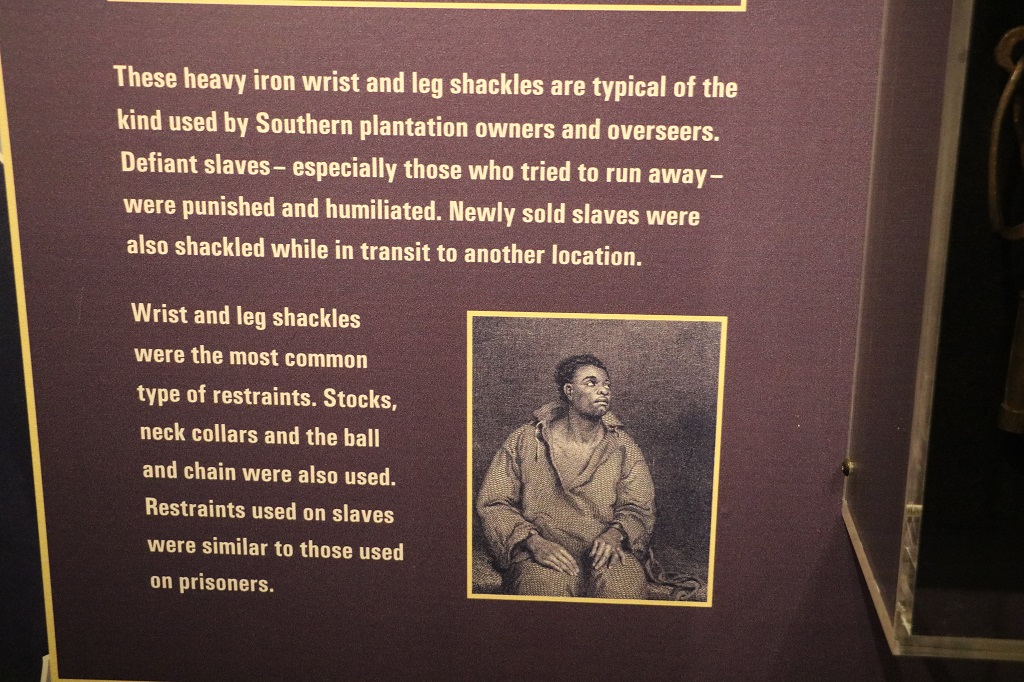 These heavy iron wrist and leg shackles are typical of the
kind used by Southern plantation owners and overseers.
Defiant slaves – especially those who tried to run away –
were punished and humiliated. Newly sold slaves were
also shackled while in transit to another location.
Wrist and leg shackles
were the most common
type of restraints. Stocks,
neck collars and the ball
and chain were also used.
Restraints used on slaves
were similar to those used
on prisoners.